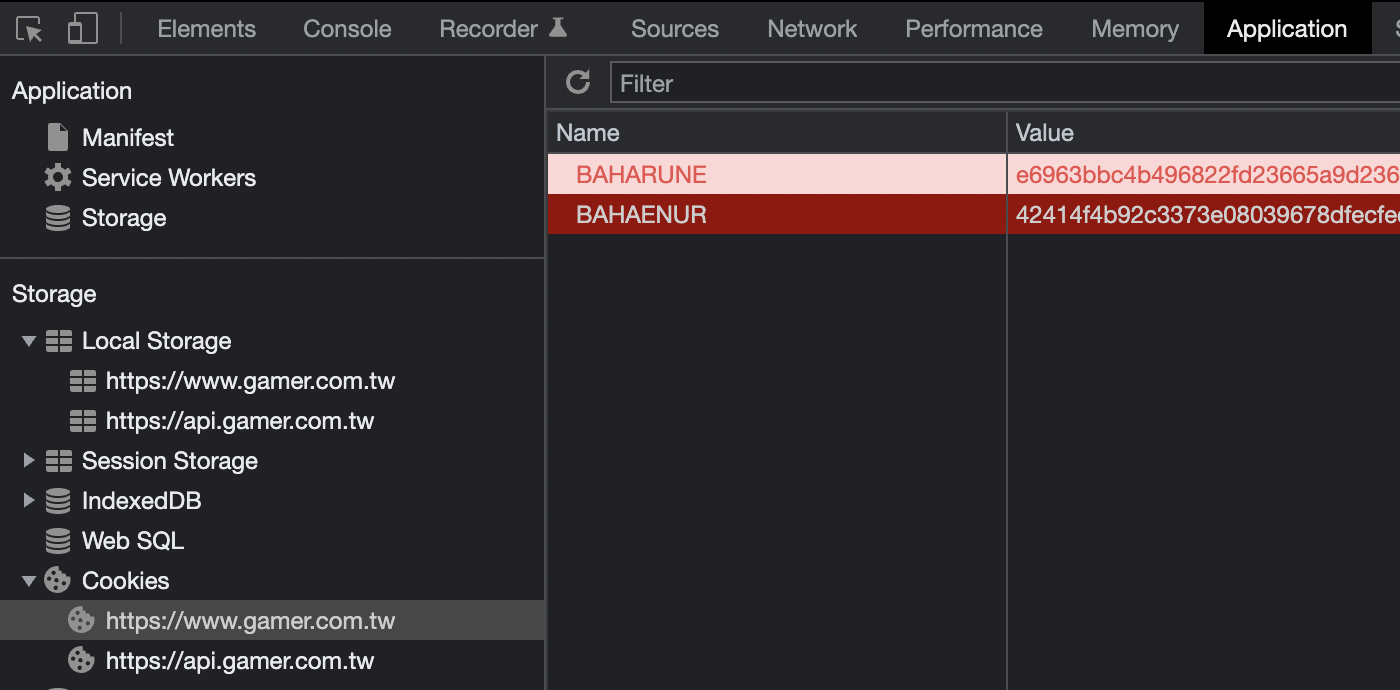 Elements Console Recorder Sources Network Performance Memory Application
Application
Manifest
Service Workers
Storage
Storage
Local Storage
https://www.gamer.com.tw
https://api.gamer.com.tw
Session Storage
IndexedDB
Web SQL
Cookies
https://www.gamer.com.tw
https://api.gamer.com.tw
Filter
Name Value
BAHARUNE e6963bbc4b496822fd23665a9d236
BAHAENUR 42414f4b92c3373e08039678dfecfe